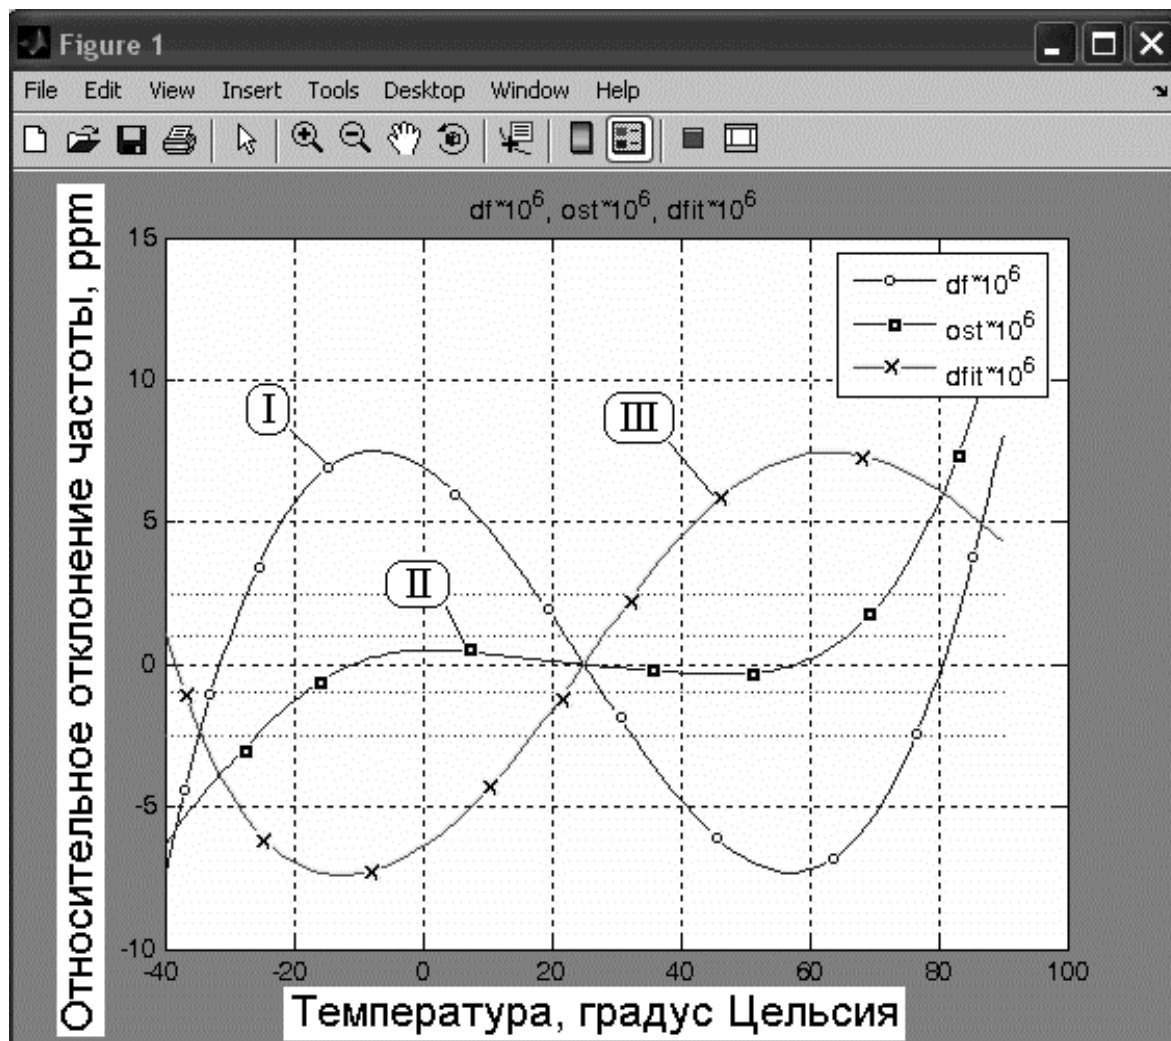 Figure 1
File Edit View Insert Tools Desktop Window Help
Относительное отклонение частоты, ppm
df*10^6, ost*10^6, dfit*10^6
15
10
5
0
-5
-10
df*10^6
ost*10^6
dfit*10^6
I
III
II
-40 -20 0 20 40 60 80 100
Температура, градус Цельсия